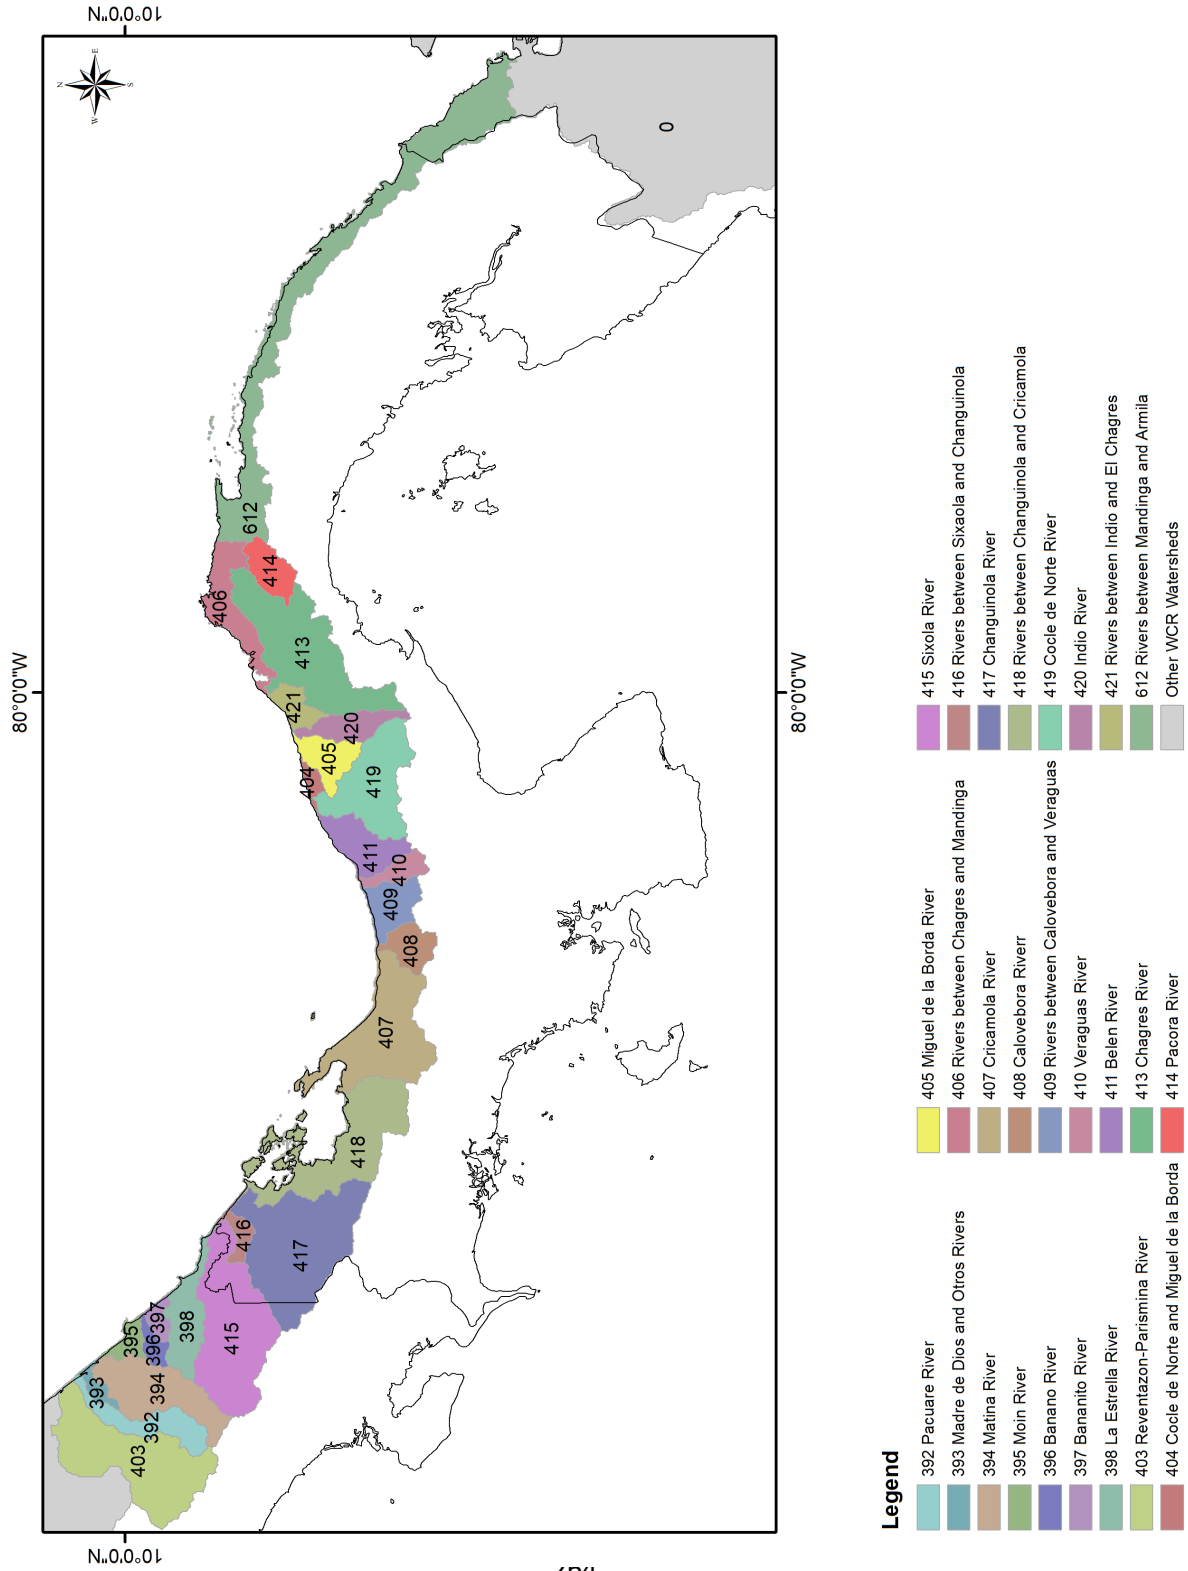 10°0'0"N
10°0'0"N
80°0'0"W
80°0'0"W
N
E
S
W
0
612
414
406
413
421
420
405
404
419
411
410
409
408
407
418
416
417
415
398
397
396
395
394
393
392
403
Legend
392 Pacuare River
393 Madre de Dios and Otros Rivers
394 Matina River
395 Moin River
396 Banano River
397 Bananito River
398 La Estrella River
403 Reventazon-Parismina River
404 Cocle de Norte and Miguel de la Borda
405 Miguel de la Borda River
406 Rivers between Chagres and Mandinga
407 Cricamola River
408 Calovebora Riverr
409 Rivers between Calovebora and Veraguas
410 Veraguas River
411 Belen River
413 Chagres River
414 Pacora River
415 Sixola River
416 Rivers between Sixaola and Changuinola
417 Changuinola River
418 Rivers between Changuinola and Cricamola
419 Cocle de Norte River
420 Indio River
421 Rivers between Indio and El Chagres
612 Rivers between Mandinga and Armila
Other WCR Watersheds